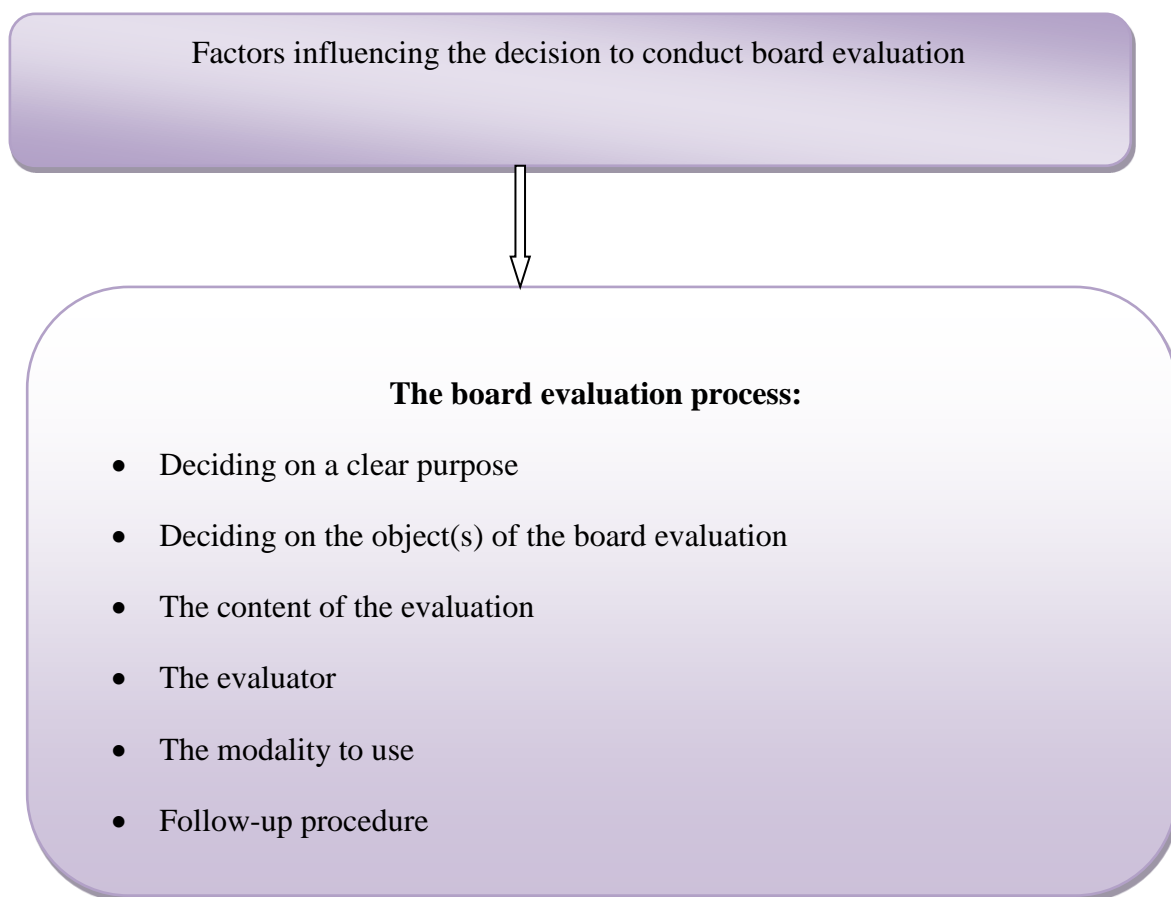 Factors influencing the decision to conduct board evaluation
The board evaluation process:
• Deciding on a clear purpose
• Deciding on the object(s) of the board evaluation
• The content of the evaluation
• The evaluator
• The modality to use
• Follow-up procedure